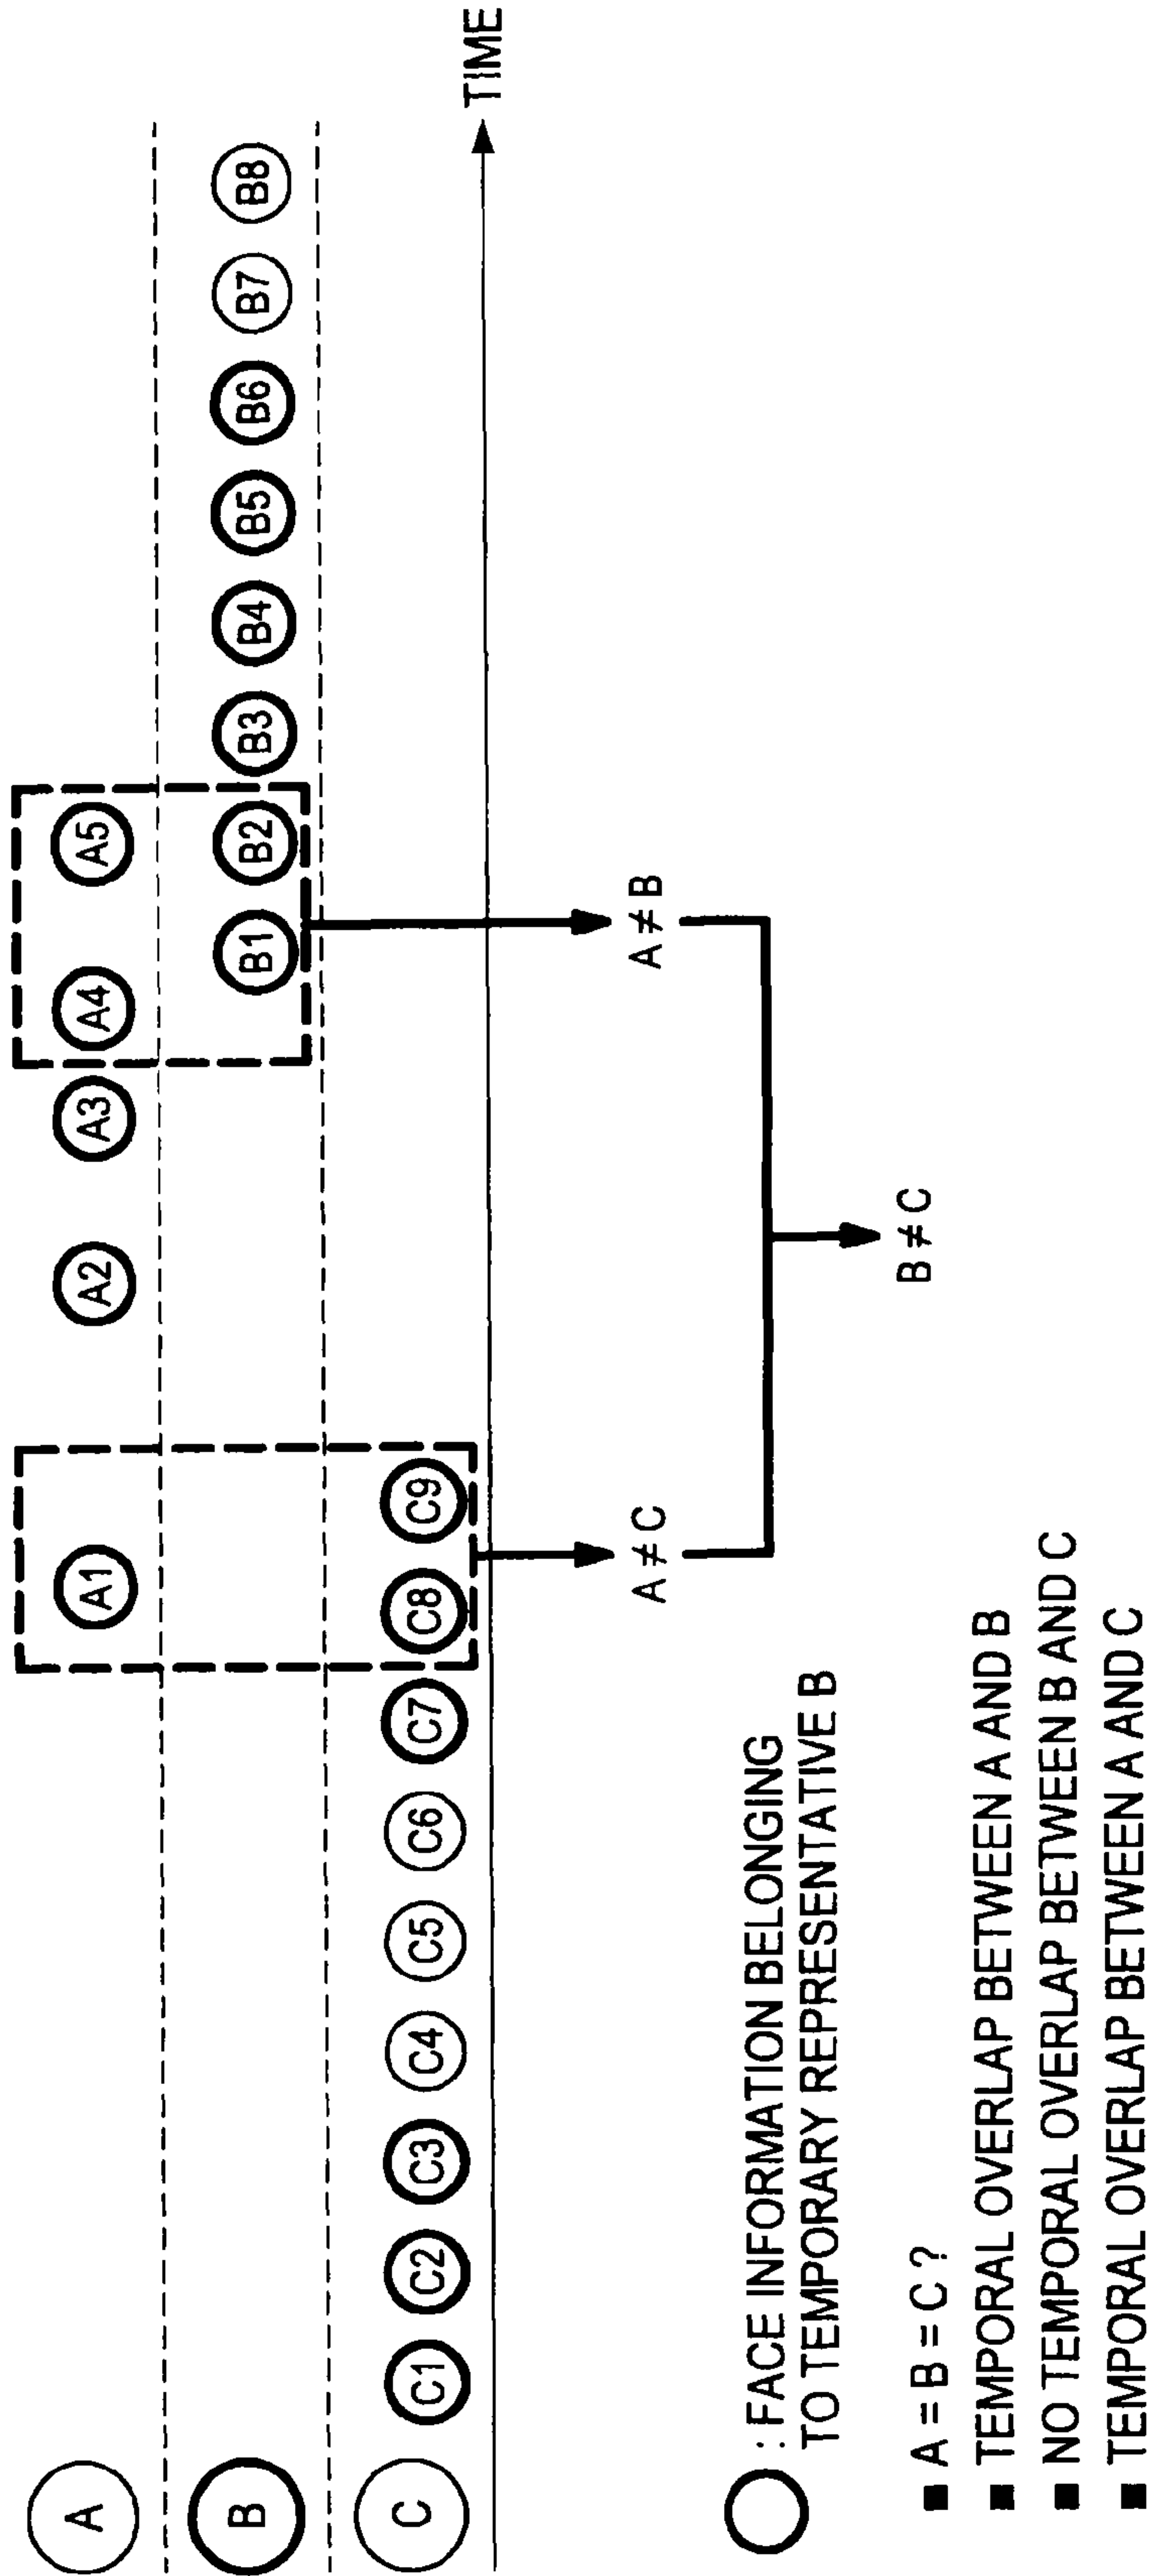 A
A1
A2
A3
A4
A5
B
B1
B2
B3
B4
B5
B6
B7
B8
C
C1
C2
C3
C4
C5
C6
C7
C8
C9
TIME
A ≠ C
A ≠ B
B ≠ C
: FACE INFORMATION BELONGING
TO TEMPORARY REPRESENTATIVE B
■ A = B = C ?
■ TEMPORAL OVERLAP BETWEEN A AND B
■ NO TEMPORAL OVERLAP BETWEEN B AND C
■ TEMPORAL OVERLAP BETWEEN A AND C